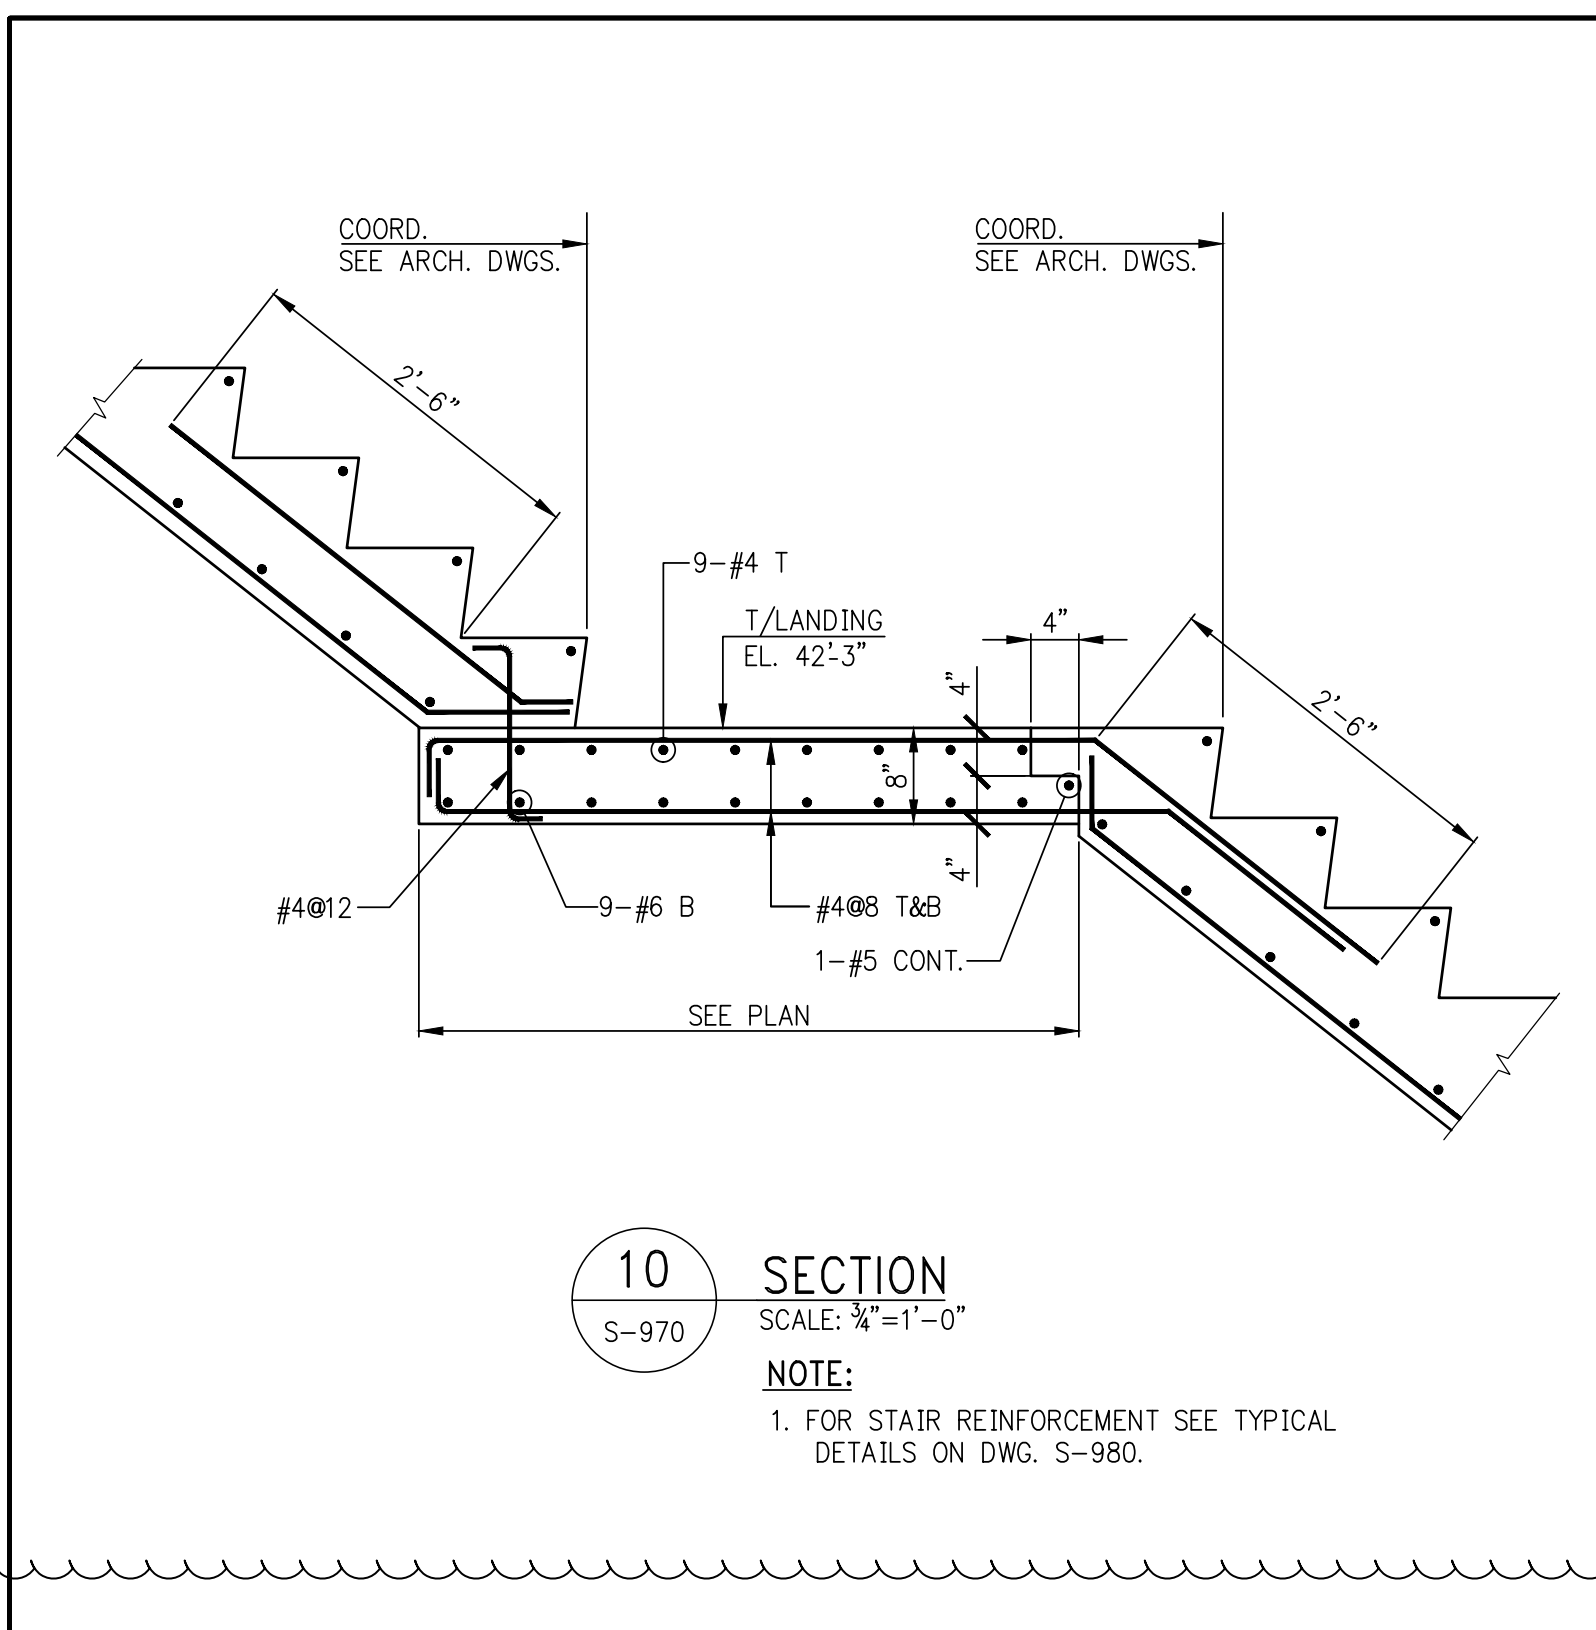 COORD.
SEE ARCH. DWGS.
COORD.
SEE ARCH. DWGS.
2'-6"
9-#4 T
T/LANDING
EL. 42'-3"
4"
4"
2'-6"
8"
4"
#4@12
9-#6 B
#4@8 T&B
1-#5 CONT.
SEE PLAN
10
S-970
SECTION
SCALE: ¾"=1'-0"
NOTE:
1. FOR STAIR REINFORCEMENT SEE TYPICAL
DETAILS ON DWG. S-980.